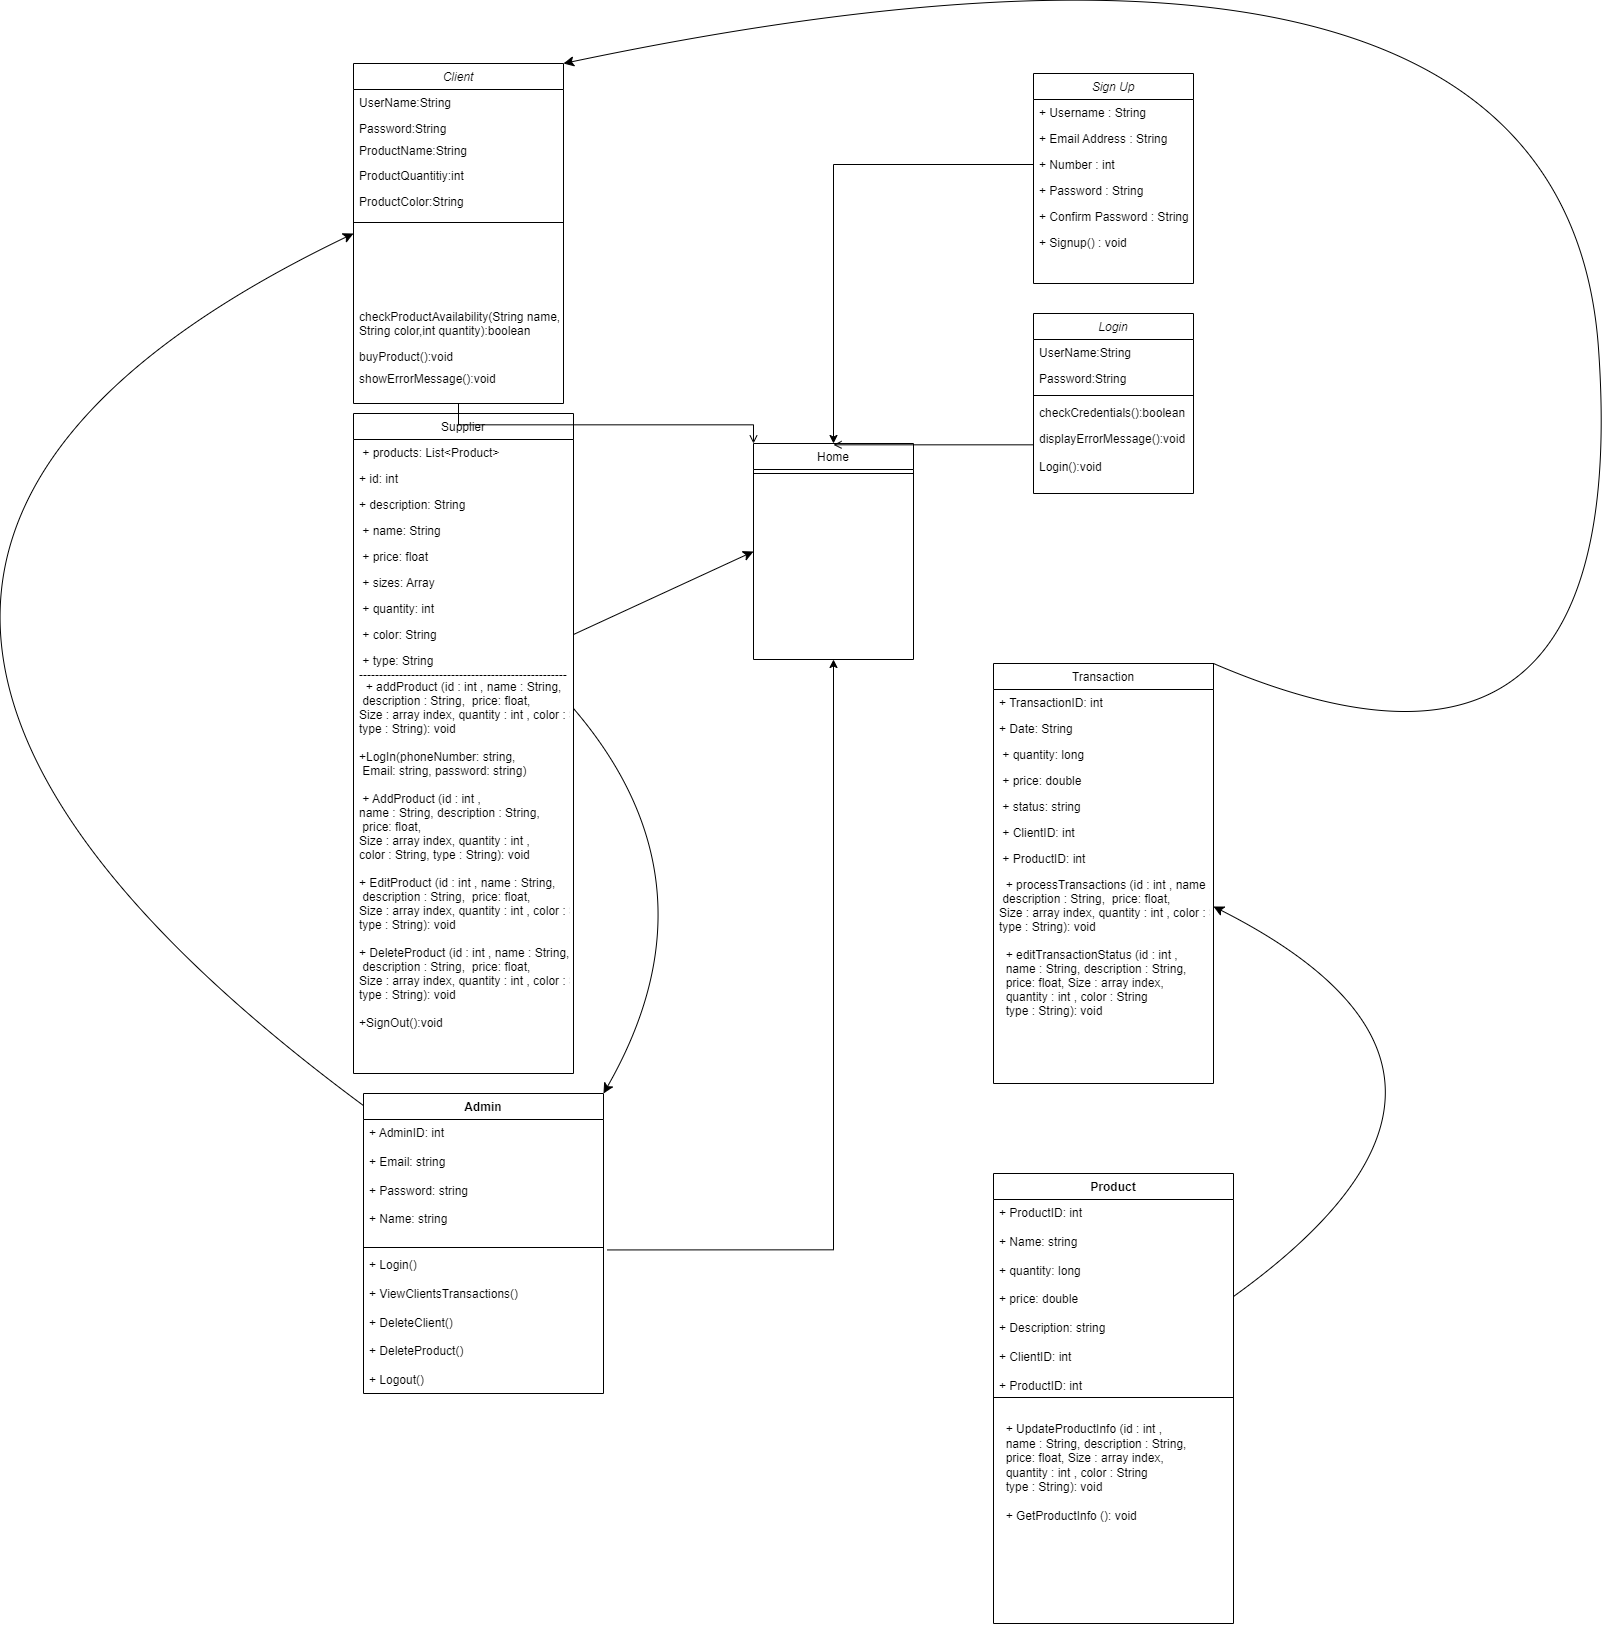 Client
UserName:String
Password:String
ProductName:String
ProductQuantitiy:int
ProductColor:String
checkProductAvailability(String name,
String color,int quantity):boolean
buyProduct():void
showErrorMessage():void
Sign Up
+ Username : String
+ Email Address : String
+ Number : int
+ Password : String
+ Confirm Password : String
+ Signup() : void
Login
UserName:String
Password:String
checkCredentials():boolean
displayErrorMessage():void
Login():void
Supplier
+ products: List<Product>
+ id: int
+ description: String
+ name: String
+ price: float
+ sizes: Array
+ quantity: int
+ color: String
+ type: String
----------------------------------------------------
+ addProduct (id : int , name : String,
description : String,  price: float,
Size : array index, quantity : int , color :
type : String): void
+LogIn(phoneNumber: string,
Email: string, password: string)
+ AddProduct (id : int ,
name : String, description : String,
price: float,
Size : array index, quantity : int ,
color : String, type : String): void
+ EditProduct (id : int , name : String,
description : String,  price: float,
Size : array index, quantity : int , color :
type : String): void
+ DeleteProduct (id : int , name : String,
description : String,  price: float,
Size : array index, quantity : int , color :
type : String): void
+SignOut():void
Home
Transaction
+ TransactionID: int
+ Date: String
+ quantity: long
+ price: double
+ status: string
+ ClientID: int
+ ProductID: int
+ processTransactions (id : int , name
description : String,  price: float,
Size : array index, quantity : int , color :
type : String): void
+ editTransactionStatus (id : int ,
name : String, description : String,
price: float, Size : array index,
quantity : int , color : String
type : String): void
Admin
+ AdminID: int
+ Email: string
+ Password: string
+ Name: string
+ Login()
+ ViewClientsTransactions()
+ DeleteClient()
+ DeleteProduct()
+ Logout()
Product
+ ProductID: int
+ Name: string
+ quantity: long
+ price: double
+ Description: string
+ ClientID: int
+ ProductID: int
+ UpdateProductInfo (id : int ,
name : String, description : String,
price: float, Size : array index,
quantity : int , color : String
type : String): void
+ GetProductInfo (): void